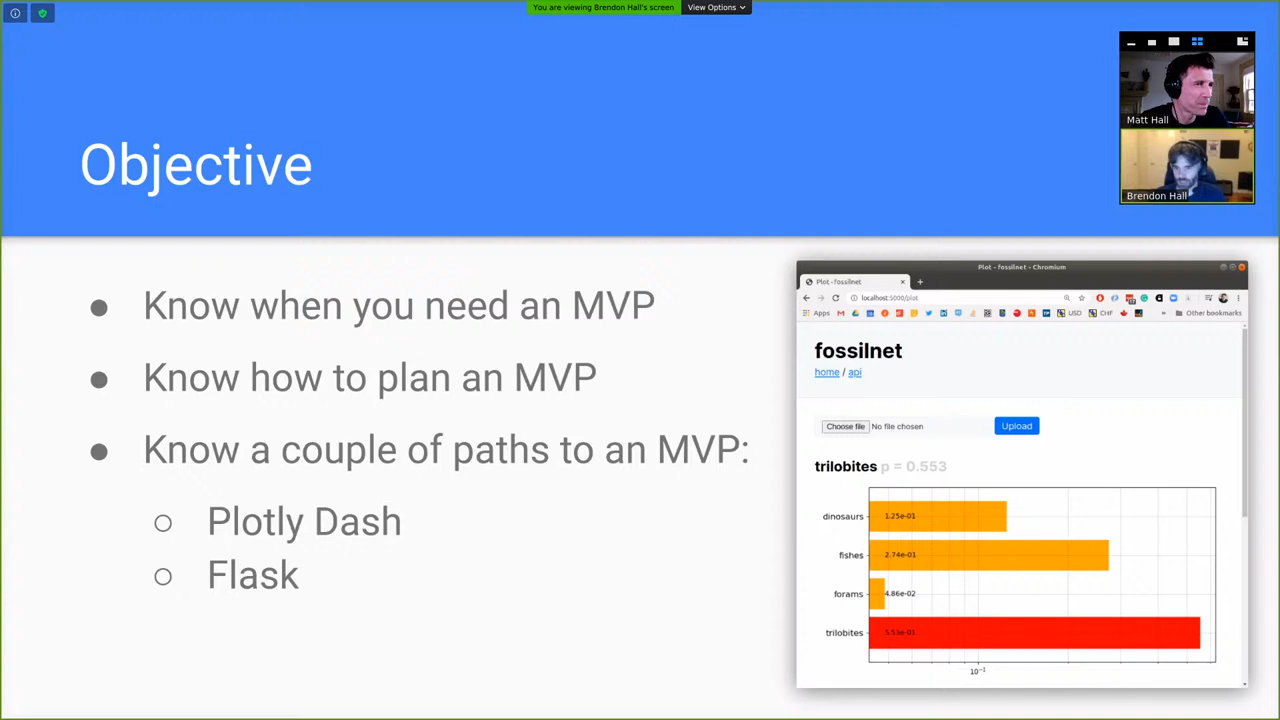 You are viewing Brendon Hall's screen
View Options
Matt Hall
Brendon Hall
Objective
Know when you need an MVP
Know how to plan an MVP
Know a couple of paths to an MVP:
Plotly Dash
Flask
Plot - fossilnet - Chromium
Plot - fossilnet
localhost:5000/plot
Apps
USD
CHF
Other bookmarks
fossilnet
home / api
Choose file No file chosen
Upload
trilobites p = 0.553
dinosaurs 1.25e-01
fishes 2.74e-01
forams 4.86e-02
trilobites 5.53e-01
10⁻¹